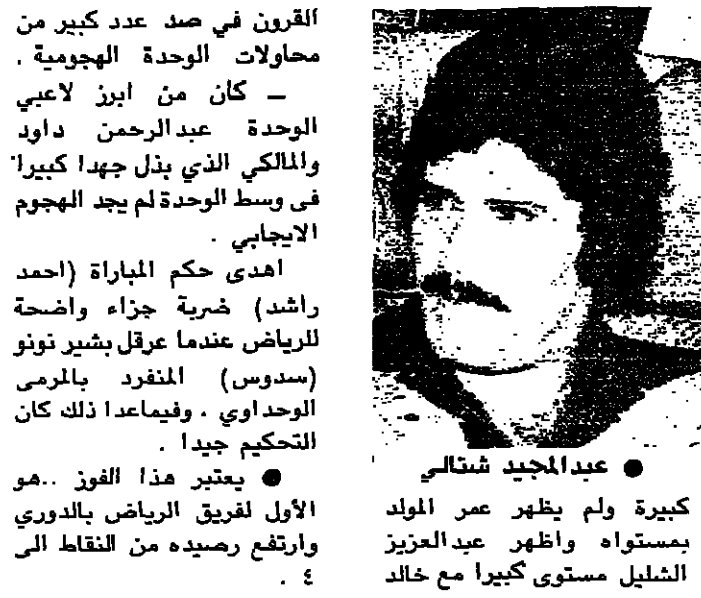 ● عبدالمجيد شتالي
كبيرة ولم يظهر عمر المولد
بمستواه واظهر عبدالعزيز
الشليل مستوى كبيرا مع خالد
القرون في صد عدد كبير من
محاولات الوحدة الهجومية .
ــ كان من ابرز لاعبي
الوحدة عبدالرحمن داود
والمالكي الذي بذل جهدا كبيرا
فى وسط الوحدة لم يجد الهجوم
الايجابي .
اهدى حكم المباراة (احمد
راشد) ضربة جزاء واضحة
للرياض عندما عرقل بشير نونو
(سدوس) المنفرد بالمرمى
الوحداوي . وفيماعدا ذلك كان
التحكيم جيدا .
● يعتبر هذا الفوز ..هو
الأول لفريق الرياض بالدوري
وارتفع رصيده من النقاط الى
٤ .